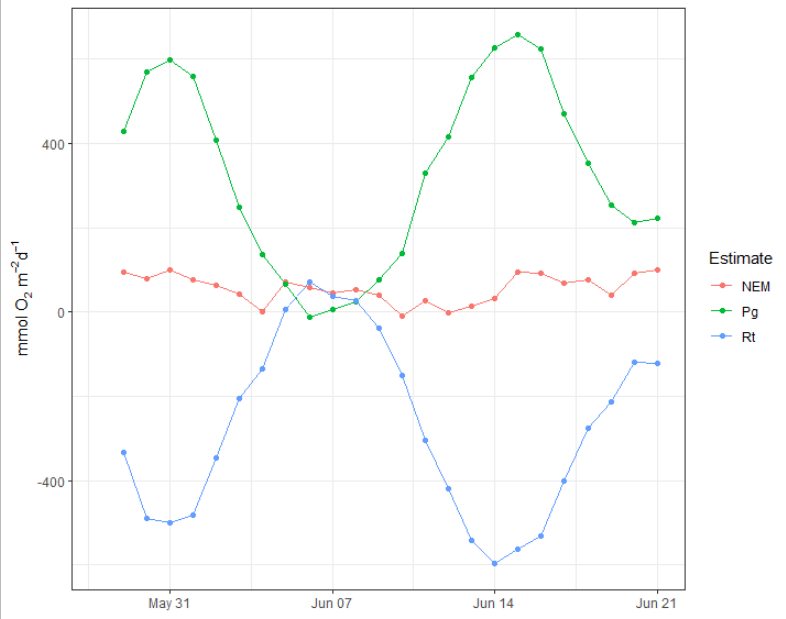 mmol O₂ m⁻²d⁻¹
400
0
-400
May 31
Jun 07
Jun 14
Jun 21
Estimate
NEM
Pg
Rt